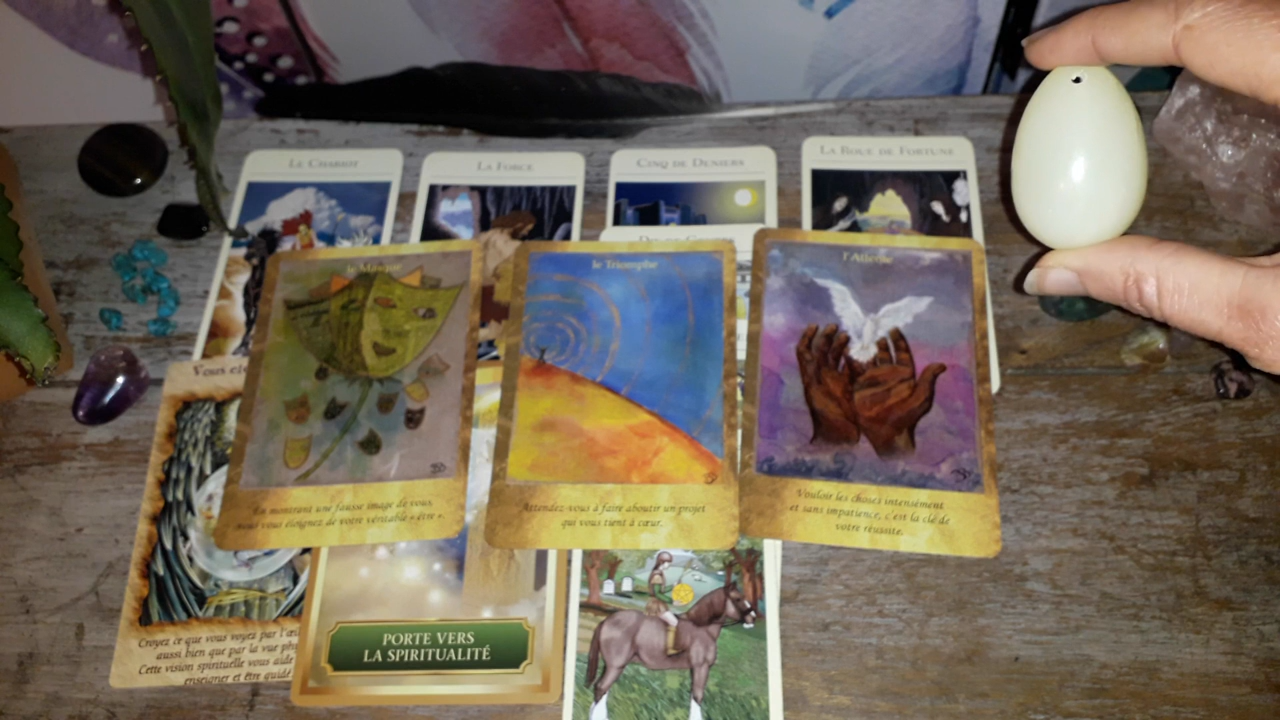 Le Chariot
La Force
Cinq de Deniers
La Roue de Fortune
le Masque
En montrant une fausse image de vous,
vous vous éloignez de votre véritable « être ».
le Triomphe
Attendez-vous à faire aboutir un projet
qui vous tient à cœur.
l'Attente
Vouloir les choses intensément
et sans impatience, c'est la clé de
votre réussite.
Vous
Croyez ce que vous voyez par l'œil
aussi bien que par la vue
Cette vision spirituelle vous aide
enseigner et être guidé
PORTE VERS
LA SPIRITUALITÉ